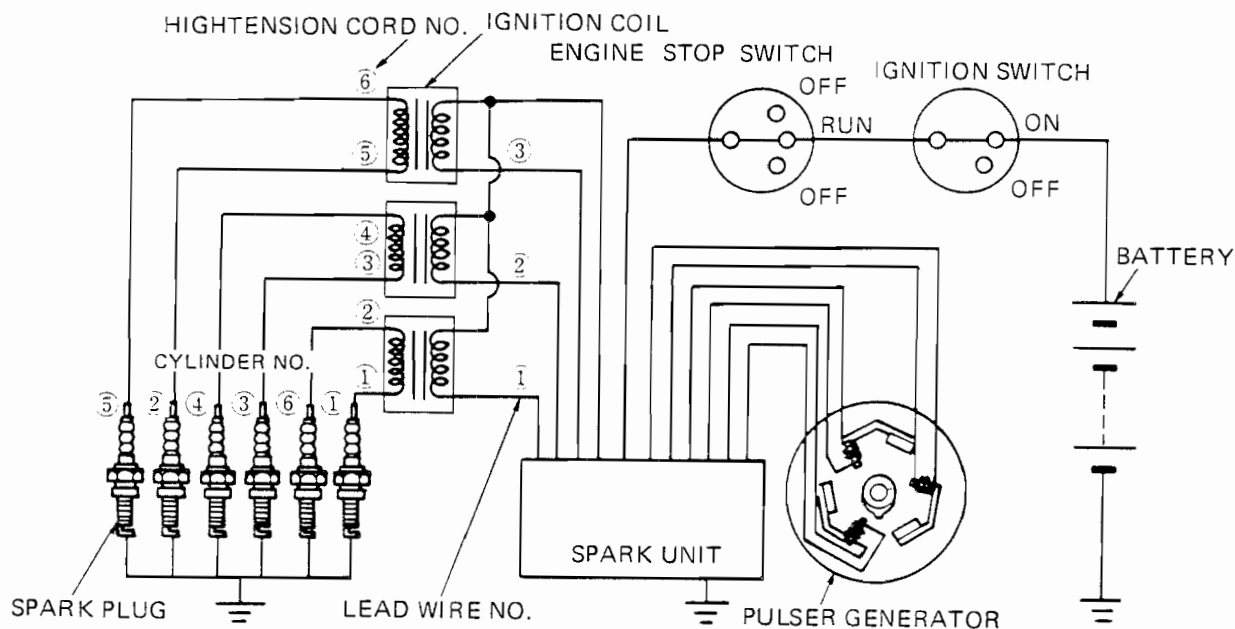 HIGHTENSION CORD NO. IGNITION COIL
ENGINE STOP SWITCH
IGNITION SWITCH
⑥
OFF
RUN
ON
⑤
③
OFF
OFF
④
③
2
BATTERY
②
CYLINDER NO.
①
1
⑤ ② ④ ③ ⑥ ①
SPARK UNIT
SPARK PLUG
LEAD WIRE NO.
PULSER GENERATOR